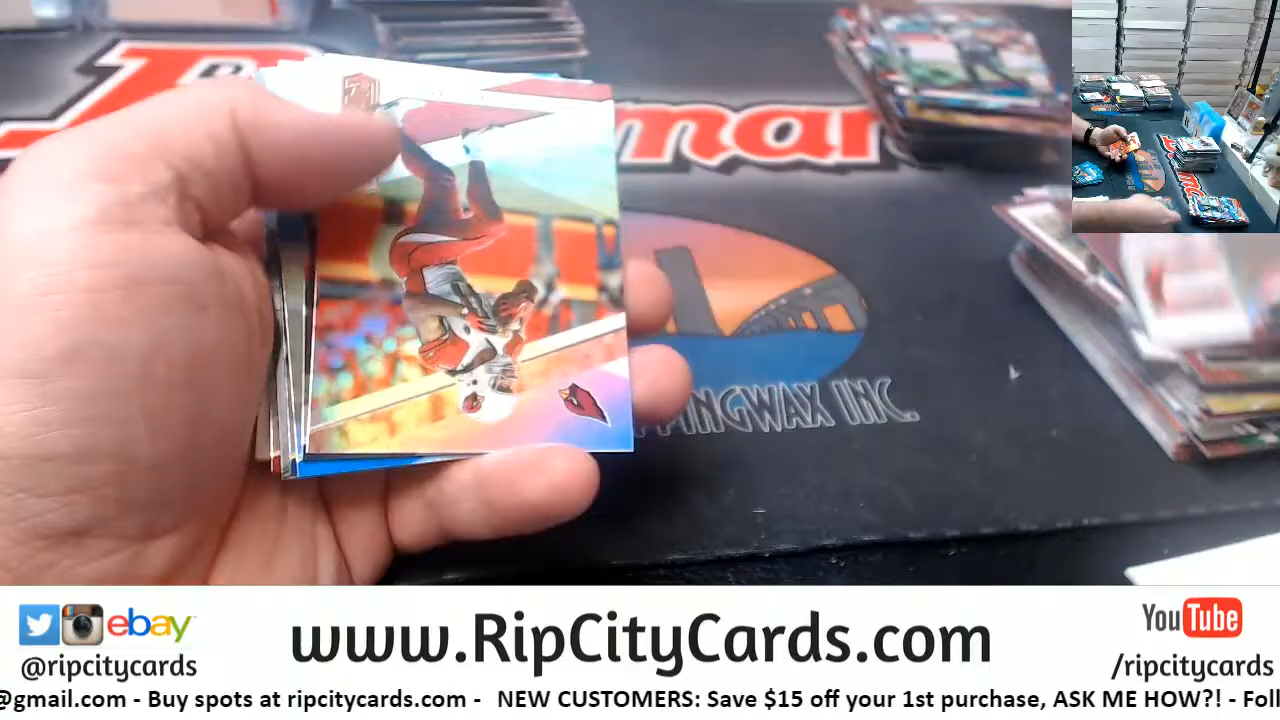 PINGWAX INC.
www.RipCityCards.com
ebay
@ripcitycards
YouTube
/ripcitycards
@gmail.com - Buy spots at ripcitycards.com -   NEW CUSTOMERS: Save $15 off your 1st purchase, ASK ME HOW?! - Foll